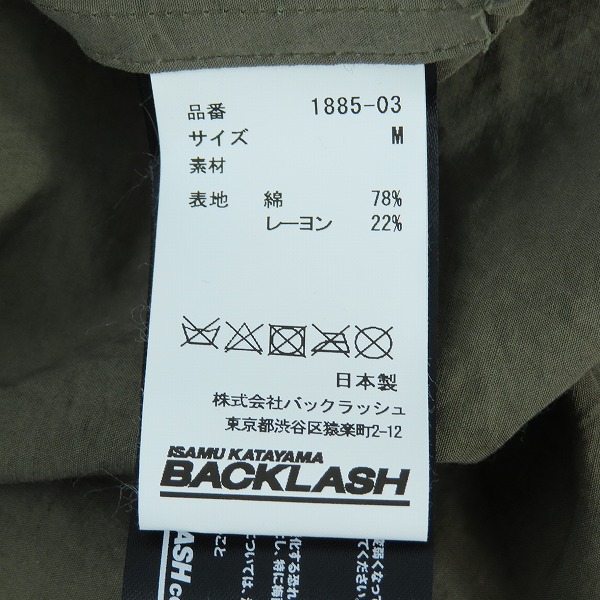 品番 1885-03
サイズ M
素材
表地 綿 78%
レーヨン 22%
日本製
株式会社バックラッシュ
東京都渋谷区猿楽町2-12
ISAMU KATAYAMA
BACKLASH